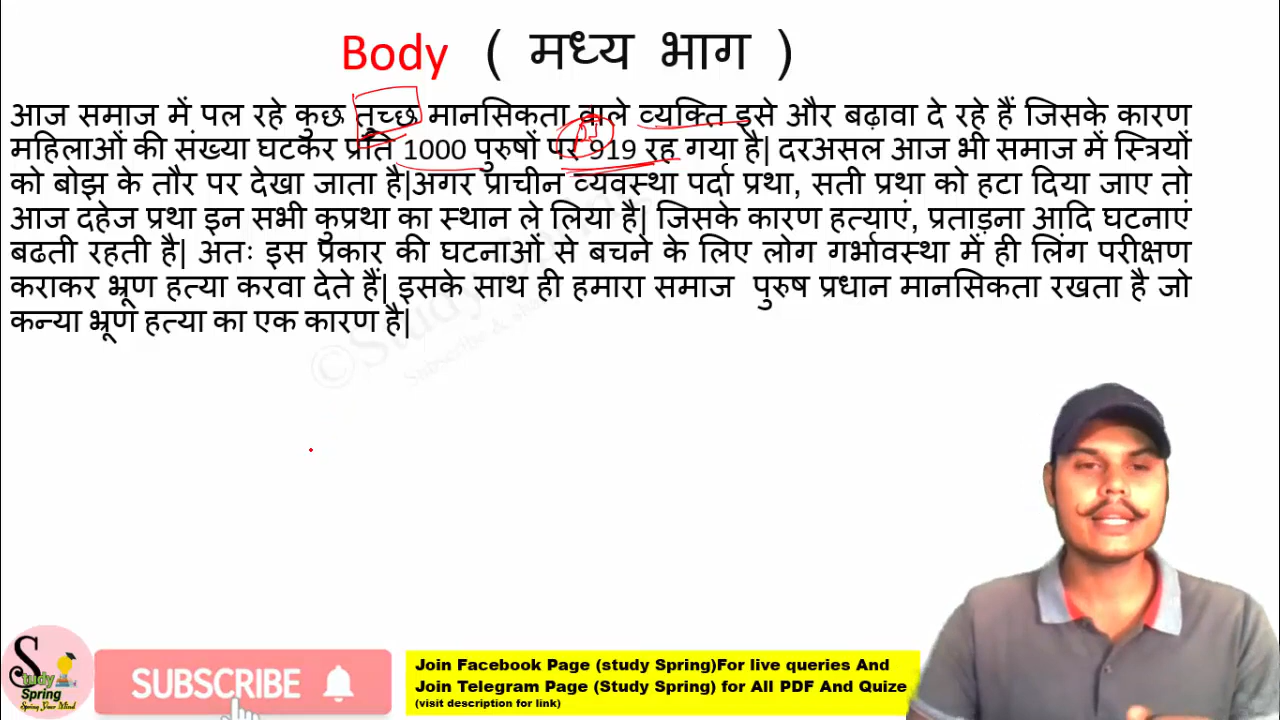 Body ( मध्य भाग )
आज समाज में पल रहे कुछ तुच्छ मानसिकता वाले व्यक्ति इसे और बढ़ावा दे रहे हैं जिसके कारण
महिलाओं की संख्या घटकर प्रति 1000 पुरुषों पर 919 रह गया है| दरअसल आज भी समाज में स्त्रियों
को बोझ के तौर पर देखा जाता है|अगर प्राचीन व्यवस्था पर्दा प्रथा, सती प्रथा को हटा दिया जाए तो
आज दहेज प्रथा इन सभी कुप्रथा का स्थान ले लिया है| जिसके कारण हत्याएं, प्रताड़ना आदि घटनाएं
बढती रहती है| अतः इस प्रकार की घटनाओं से बचने के लिए लोग गर्भावस्था में ही लिंग परीक्षण
कराकर भ्रूण हत्या करवा देते हैं| इसके साथ ही हमारा समाज पुरुष प्रधान मानसिकता रखता है जो
कन्या भ्रूण हत्या का एक कारण है|
©Study
Subscribe &
Study
Spring
Spring Your Mind
SUBSCRIBE
Join Facebook Page (study Spring)For live queries And
Join Telegram Page (Study Spring) for All PDF And Quize
(visit description for link)